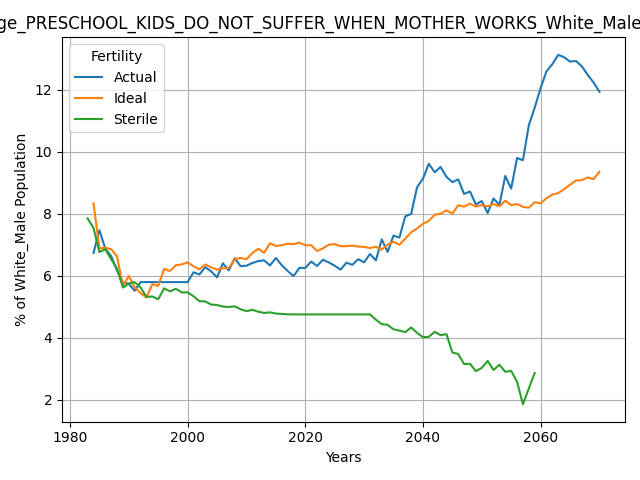 ge_PRESCHOOL_KIDS_DO_NOT_SUFFER_WHEN_MOTHER_WORKS_White_Male
Fertility
Actual
Ideal
Sterile
% of White_Male Population
12
10
8
6
4
2
1980
2000
2020
2040
2060
Years